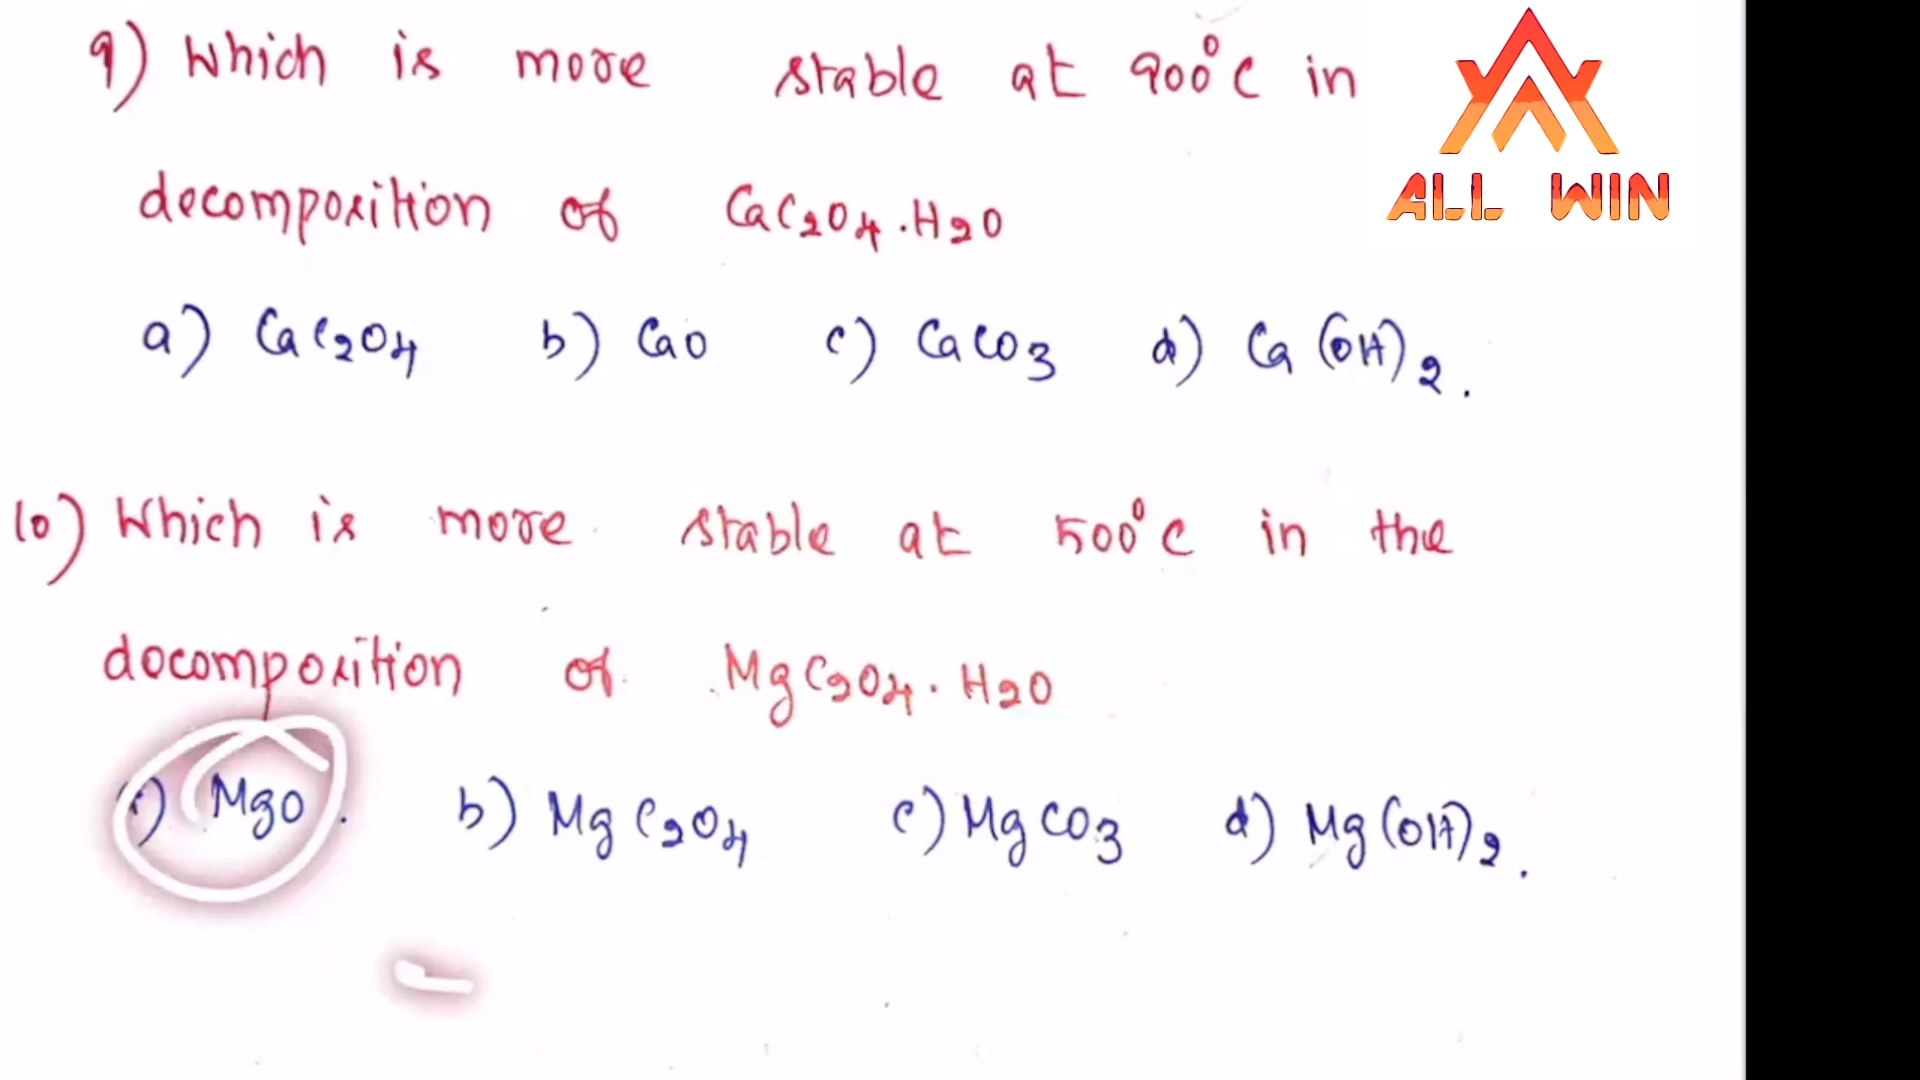 9) Which is more stable at 900°C in
decomposition of CaC2O4.H2O
a) CaC2O4 b) CaO c) CaCO3 d) Ca(OH)2.
ALL WIN
10) Which is more stable at 500°C in the
docomposition of MgC2O4.H2O
) MgO. b) MgC2O4 c) MgCO3 d) Mg(OH)2.